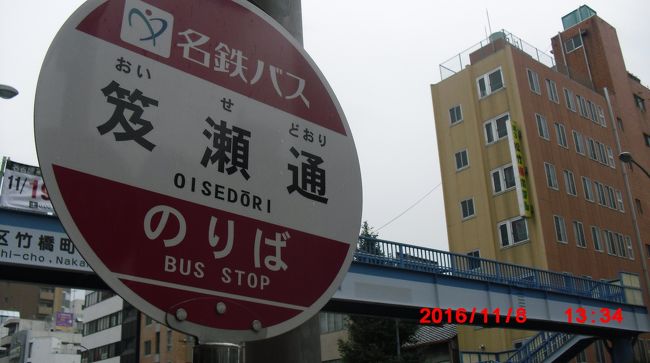 名鉄バス
おい せ どおり
笈瀬通
OISEDŌRI
のりば
BUS STOP
11/19
区竹橋町
hi-cho, Naka
2016/11/8 13:34